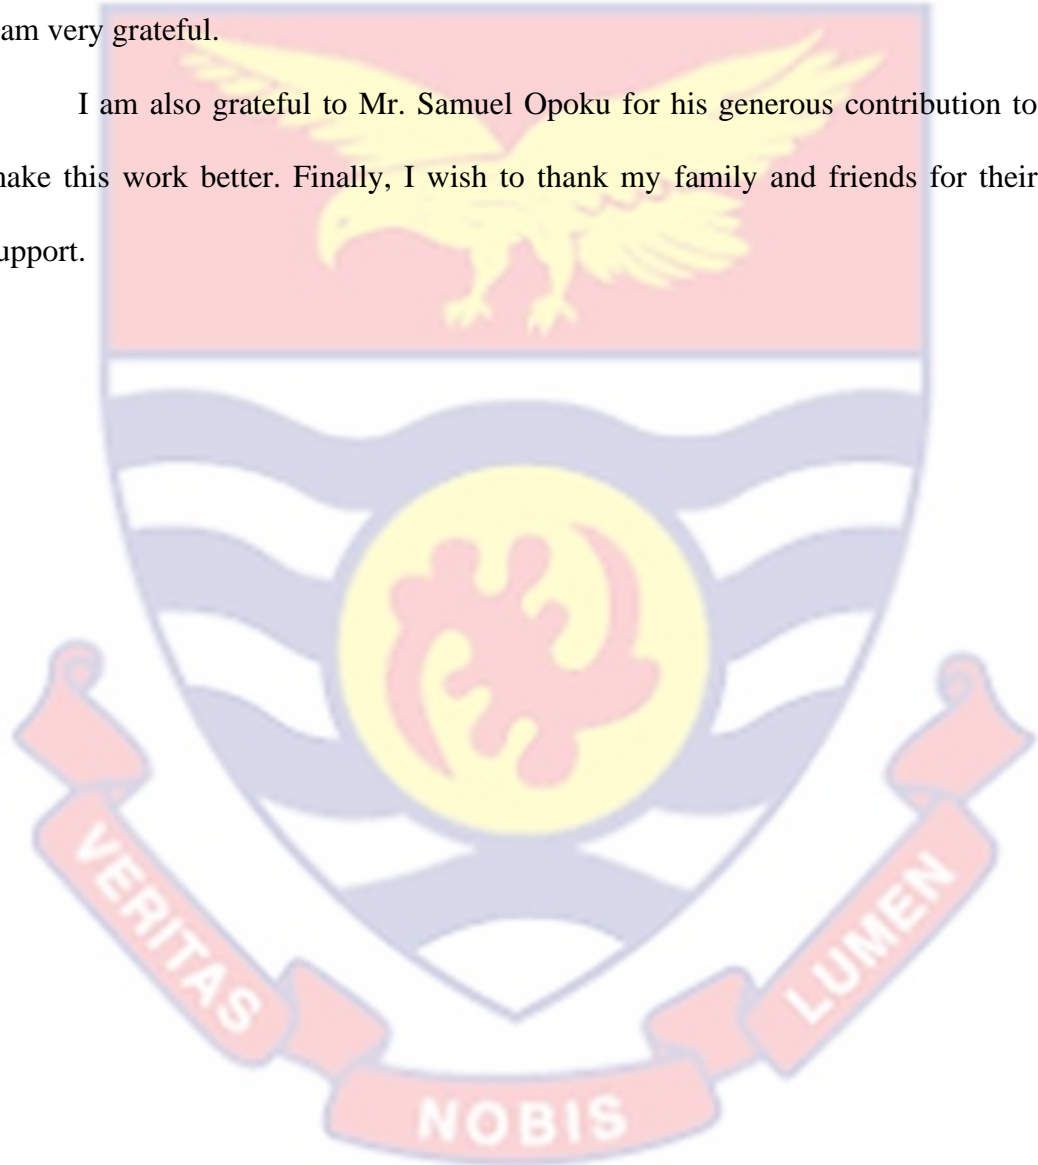 am very grateful.
I am also grateful to Mr. Samuel Opoku for his generous contribution to
make this work better. Finally, I wish to thank my family and friends for their
upport.
VERITAS
NOBIS
LUMEN